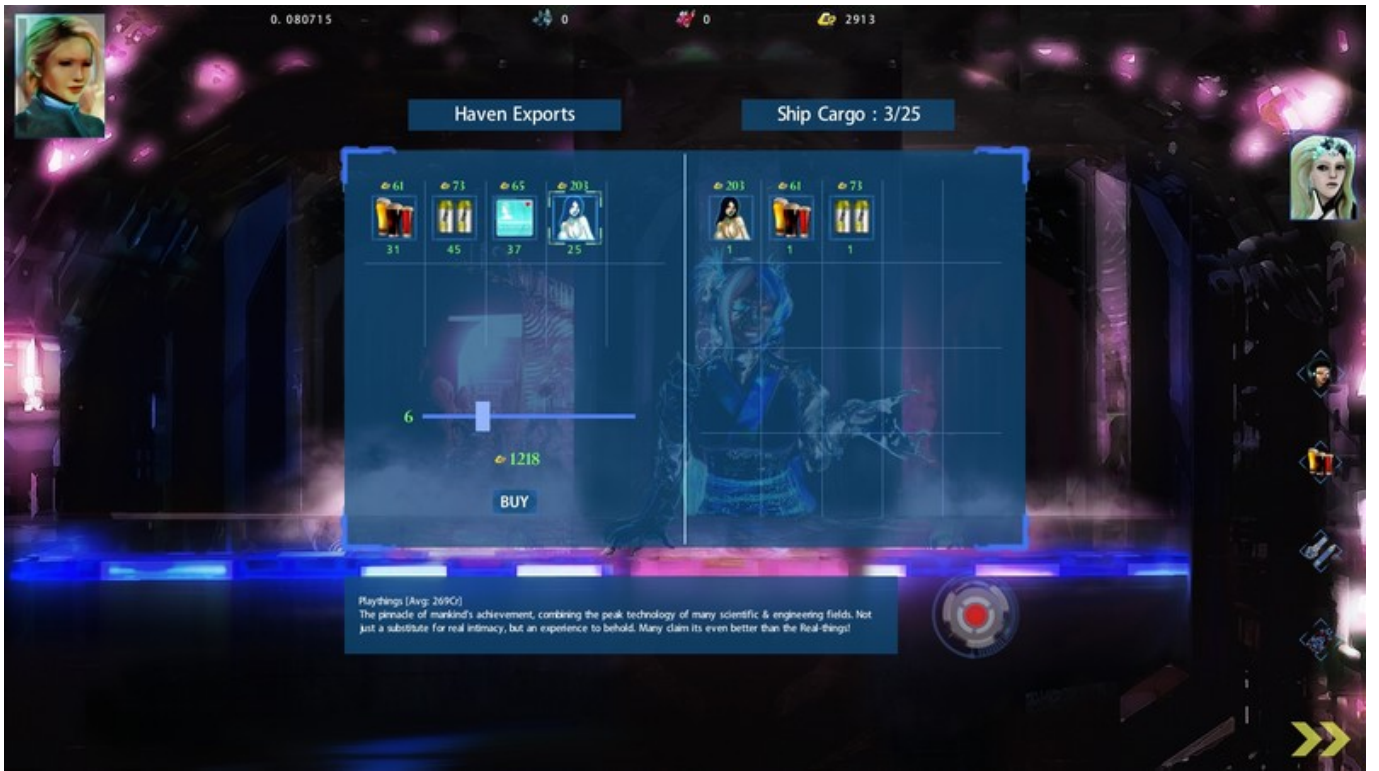 0. 080715 0 0 2913
Haven Exports Ship Cargo : 3/25
61 73 65 203 203 61 73
31 45 37 25 1 1 1
6
1218
BUY
Playthings [Avg: 269Cr]
The pinnacle of mankind's achievement, combining the peak technology of many scientific & engineering fields. Not
just a substitute for real intimacy, but an experience to behold. Many claim its even better than the Real-things!